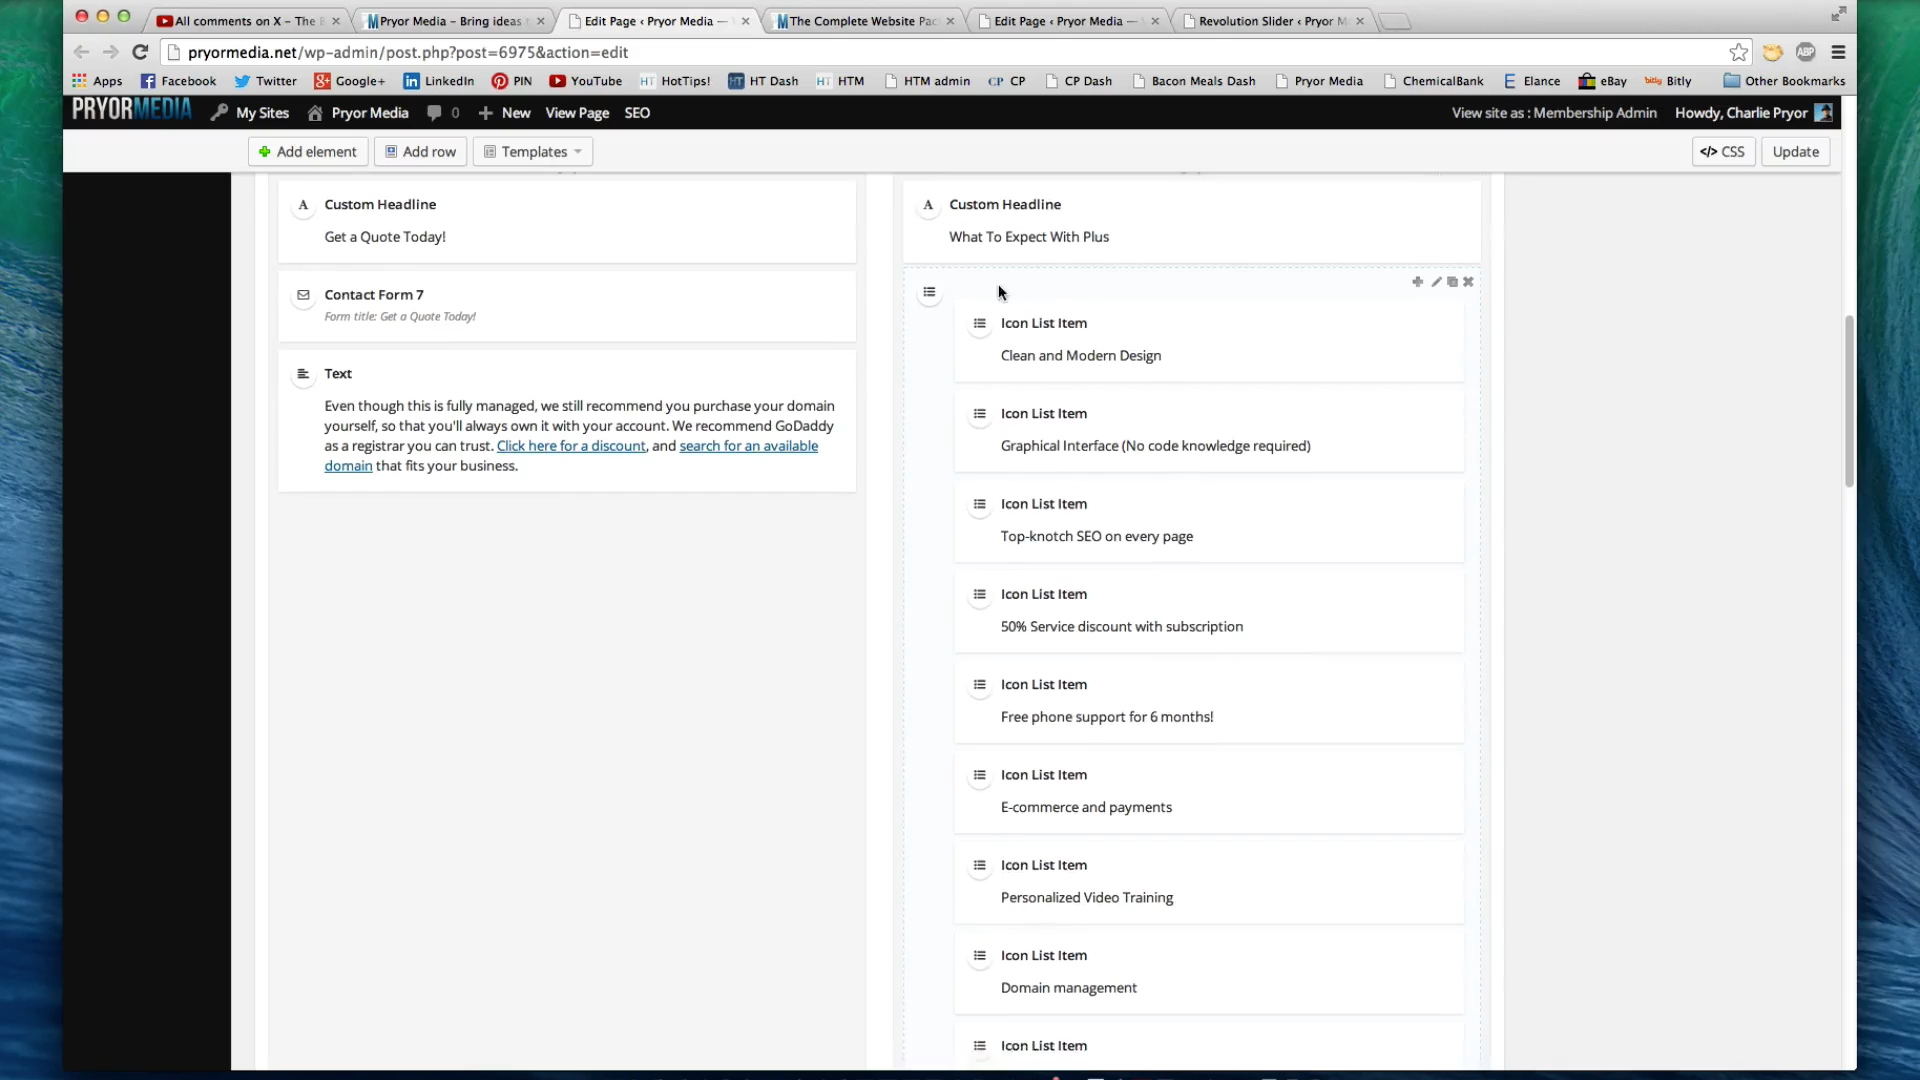 All comments on X – The B
Pryor Media – Bring ideas t
Edit Page ‹ Pryor Media —
The Complete Website Pac
Edit Page ‹ Pryor Media —
Revolution Slider ‹ Pryor M
pryormedia.net/wp-admin/post.php?post=6975&action=edit
ABP
Apps Facebook Twitter Google+ LinkedIn PIN YouTube HT HotTips! HT HT Dash HT HTM HTM admin CP CP CP Dash Bacon Meals Dash Pryor Media ChemicalBank Elance eBay bitly Bitly Other Bookmarks
PRYORMEDIA My Sites Pryor Media 0 New View Page SEO View site as : Membership Admin Howdy, Charlie Pryor
Add element Add row Templates </> CSS Update
A Custom Headline
Get a Quote Today!
Contact Form 7
Form title: Get a Quote Today!
Text
Even though this is fully managed, we still recommend you purchase your domain
yourself, so that you'll always own it with your account. We recommend GoDaddy
as a registrar you can trust. Click here for a discount, and search for an available
domain that fits your business.
A Custom Headline
What To Expect With Plus
Icon List Item
Clean and Modern Design
Icon List Item
Graphical Interface (No code knowledge required)
Icon List Item
Top-knotch SEO on every page
Icon List Item
50% Service discount with subscription
Icon List Item
Free phone support for 6 months!
Icon List Item
E-commerce and payments
Icon List Item
Personalized Video Training
Icon List Item
Domain management
Icon List Item